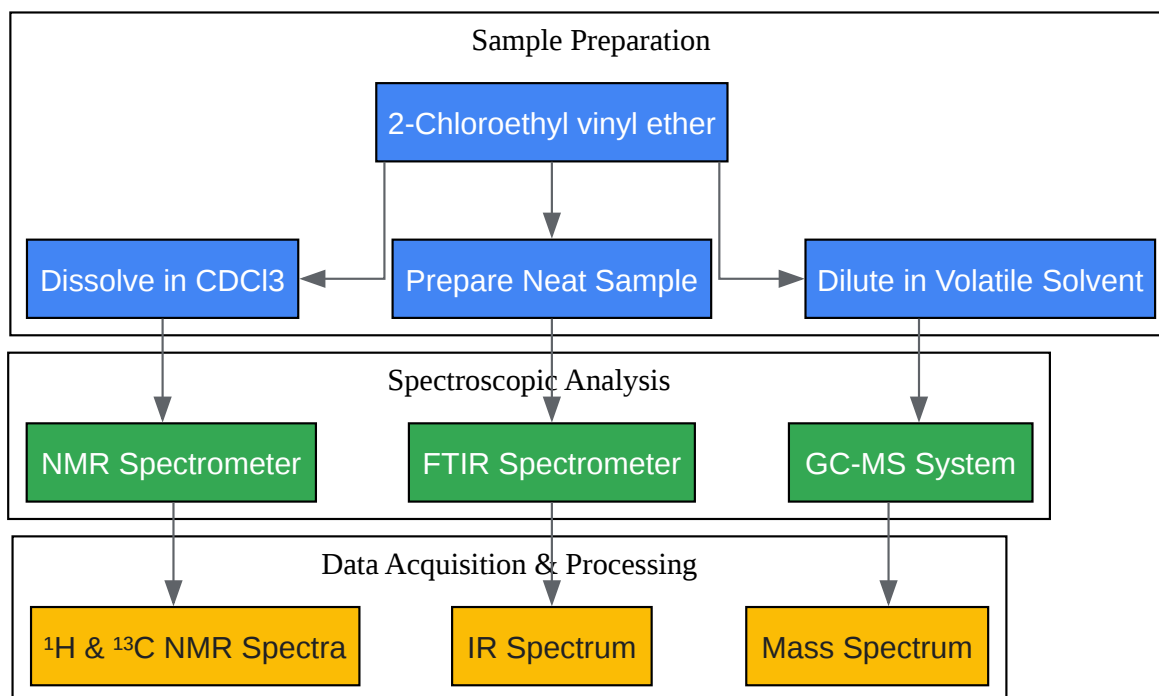 Sample Preparation
2-Chloroethyl vinyl ether
Dissolve in CDCl3
Prepare Neat Sample
Dilute in Volatile Solvent
Spectroscopic Analysis
NMR Spectrometer
FTIR Spectrometer
GC-MS System
Data Acquisition & Processing
¹H & ¹³C NMR Spectra
IR Spectrum
Mass Spectrum